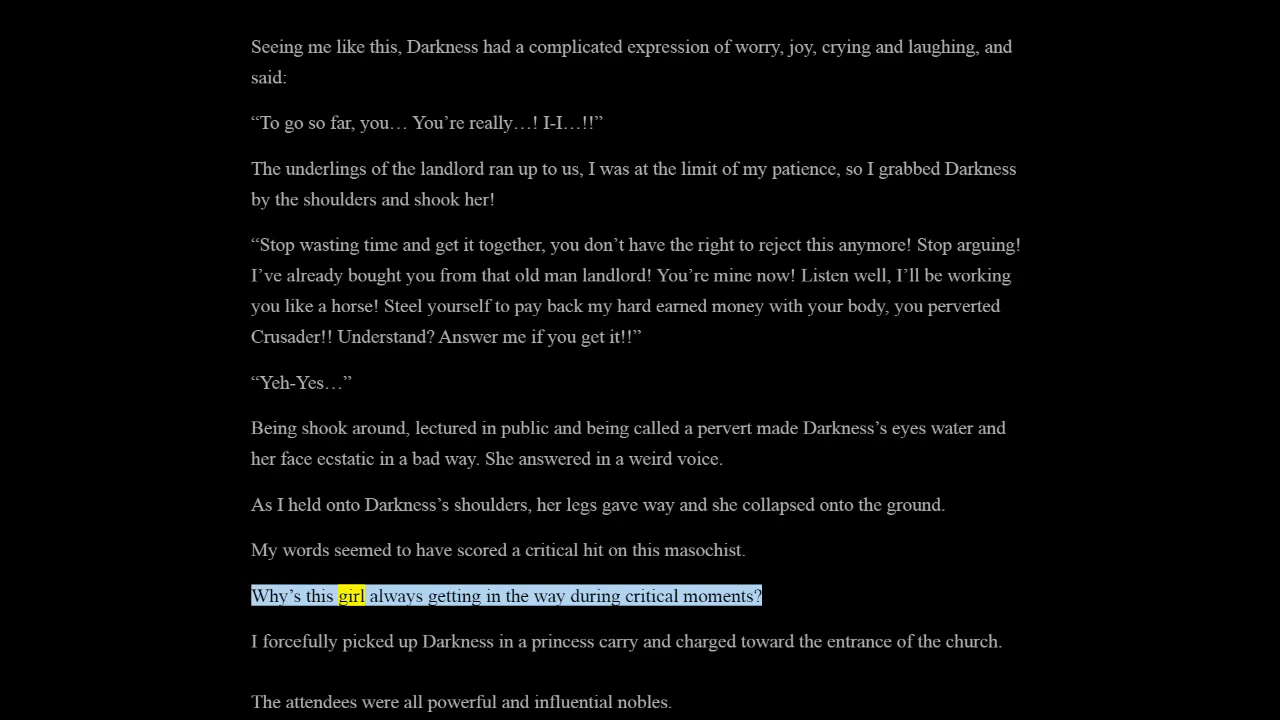 Seeing me like this, Darkness had a complicated expression of worry, joy, crying and laughing, and
said:
“To go so far, you… You’re really…! I-I…!!”
The underlings of the landlord ran up to us, I was at the limit of my patience, so I grabbed Darkness
by the shoulders and shook her!
“Stop wasting time and get it together, you don’t have the right to reject this anymore! Stop arguing!
I’ve already bought you from that old man landlord! You’re mine now! Listen well, I’ll be working
you like a horse! Steel yourself to pay back my hard earned money with your body, you perverted
Crusader!! Understand? Answer me if you get it!!”
“Yeh-Yes…”
Being shook around, lectured in public and being called a pervert made Darkness’s eyes water and
her face ecstatic in a bad way. She answered in a weird voice.
As I held onto Darkness’s shoulders, her legs gave way and she collapsed onto the ground.
My words seemed to have scored a critical hit on this masochist.
Why’s this girl always getting in the way during critical moments?
I forcefully picked up Darkness in a princess carry and charged toward the entrance of the church.
The attendees were all powerful and influential nobles.